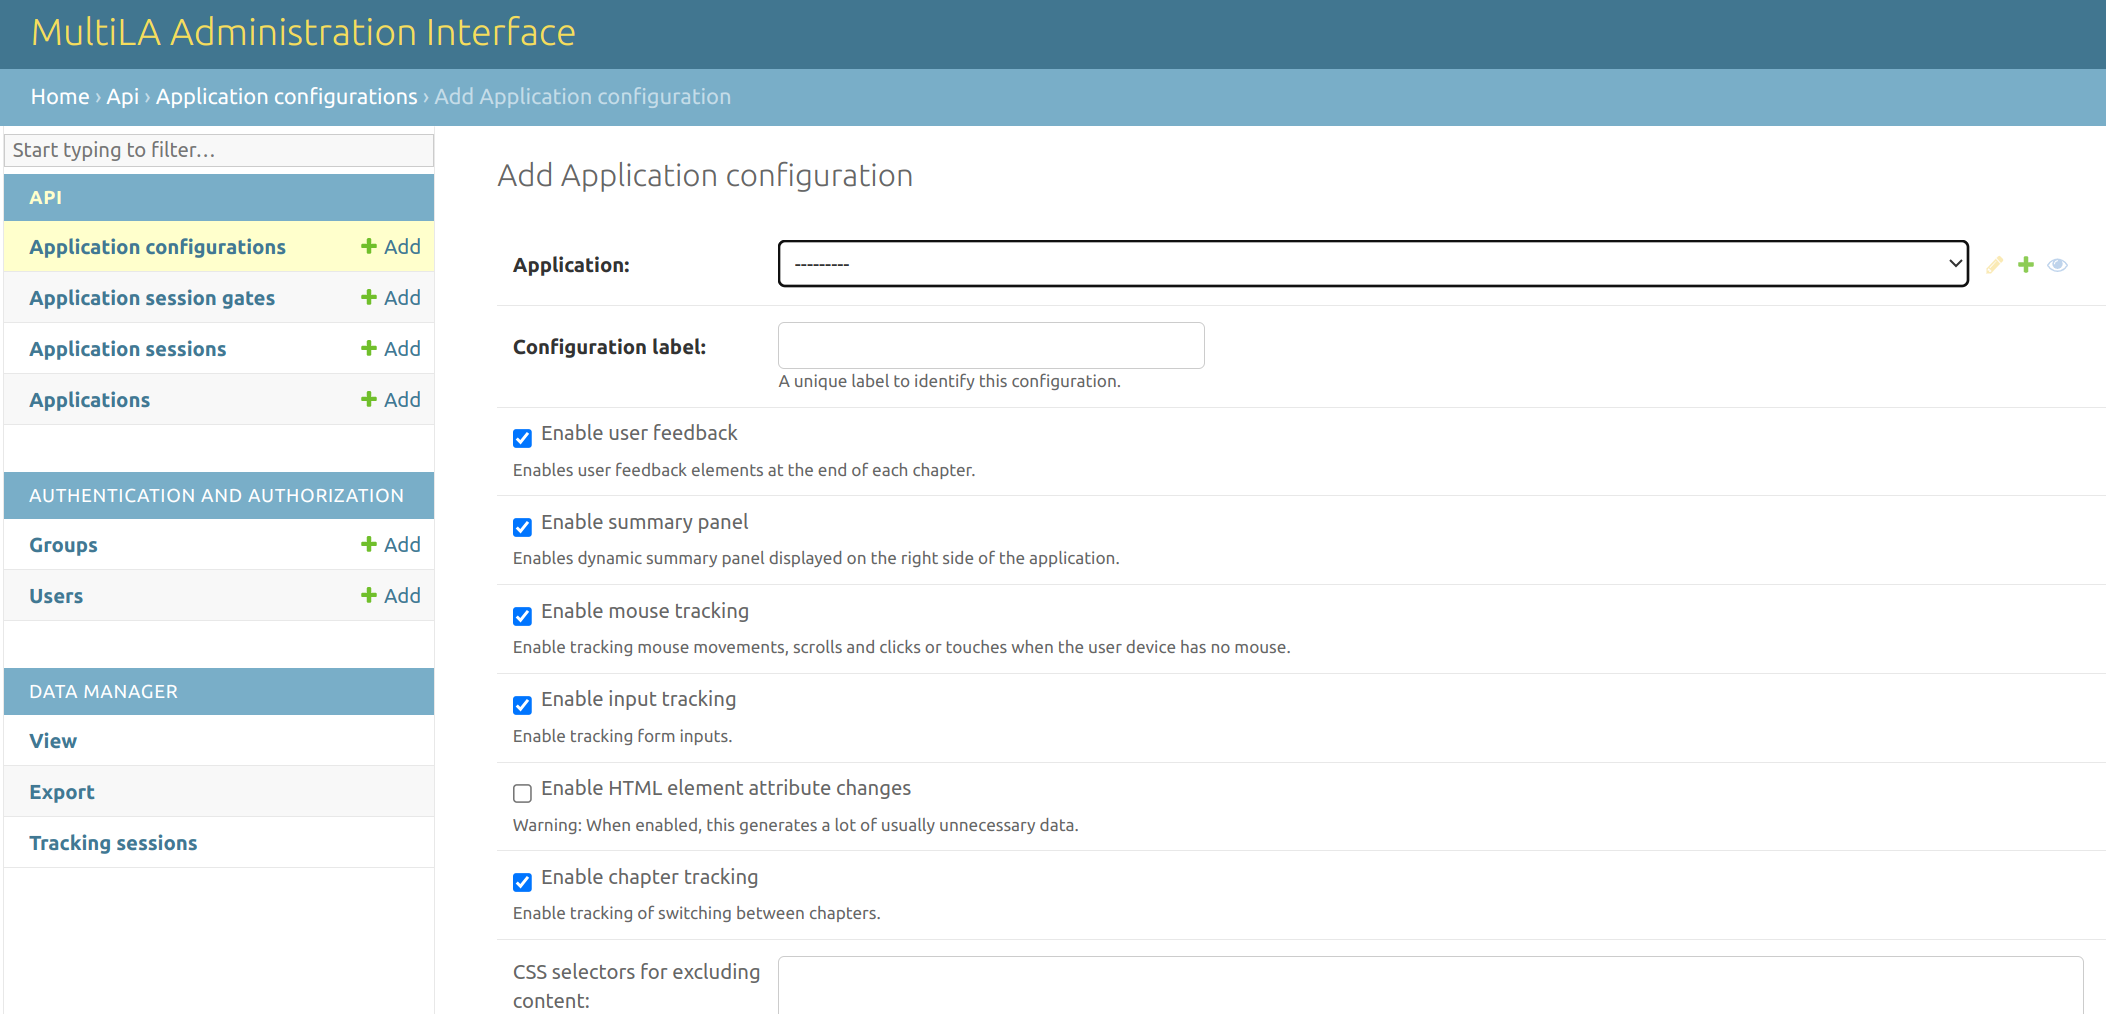 MultiLA Administration Interface
Home › Api › Application configurations › Add Application configuration
Start typing to filter...
API
Application configurations Add
Application session gates Add
Application sessions Add
Applications Add
AUTHENTICATION AND AUTHORIZATION
Groups Add
Users Add
DATA MANAGER
View
Export
Tracking sessions
Add Application configuration
Application: ---------
Configuration label:
A unique label to identify this configuration.
Enable user feedback
Enables user feedback elements at the end of each chapter.
Enable summary panel
Enables dynamic summary panel displayed on the right side of the application.
Enable mouse tracking
Enable tracking mouse movements, scrolls and clicks or touches when the user device has no mouse.
Enable input tracking
Enable tracking form inputs.
Enable HTML element attribute changes
Warning: When enabled, this generates a lot of usually unnecessary data.
Enable chapter tracking
Enable tracking of switching between chapters.
CSS selectors for excluding
content: